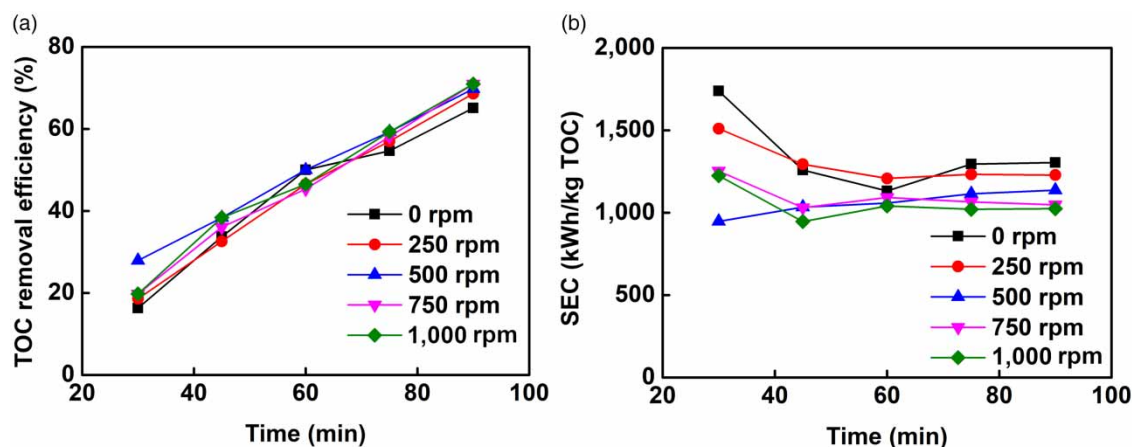 (a)
80
60
40
20
0
20 40 60 80 100
TOC removal efficiency (%)
Time (min)
0 rpm
250 rpm
500 rpm
750 rpm
1,000 rpm
(b)
2,000
1,500
1,000
500
0
20 40 60 80 100
SEC (kWh/kg TOC)
Time (min)
0 rpm
250 rpm
500 rpm
750 rpm
1,000 rpm